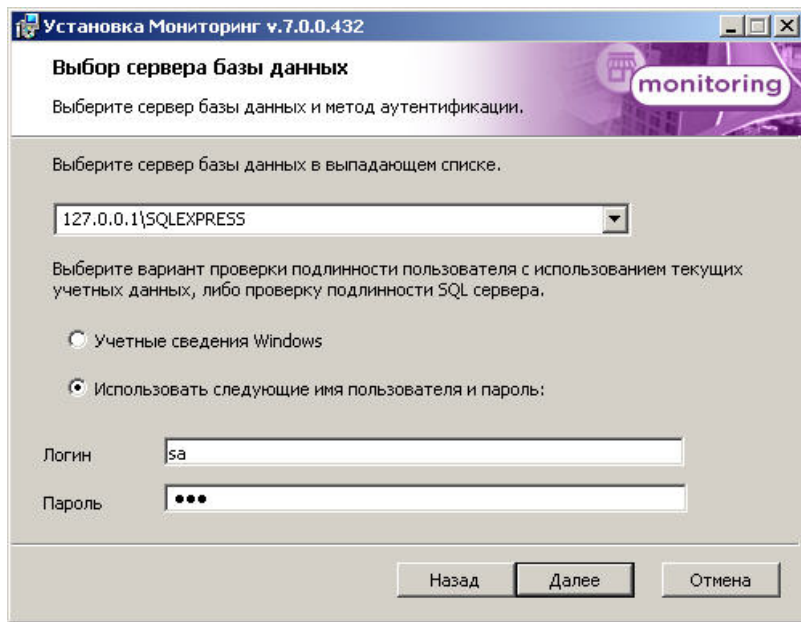 Установка Мониторинг v.7.0.0.432
Выбор сервера базы данных
Выберите сервер базы данных и метод аутентификации.
monitoring
Выберите сервер базы данных в выпадающем списке.
127.0.0.1\SQLEXPRESS
Выберите вариант проверки подлинности пользователя с использованием текущих
учетных данных, либо проверку подлинности SQL сервера.
Учетные сведения Windows
Использовать следующие имя пользователя и пароль:
Логин
sa
Пароль
•••
Назад
Далее
Отмена